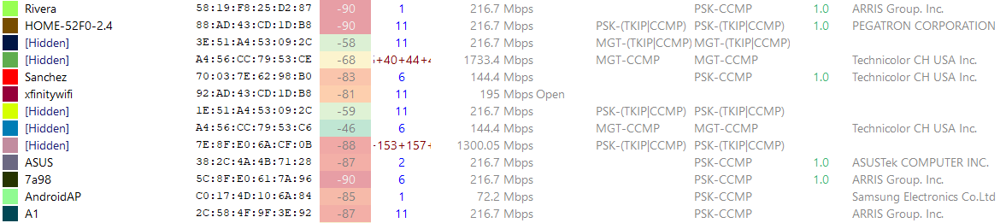 Rivera 58:19:F8:25:D2:87 -90 1 216.7 Mbps PSK-CCMP 1.0 ARRIS Group. Inc.
HOME-52F0-2.4 88:AD:43:CD:1D:B8 -90 11 216.7 Mbps PSK-(TKIP|CCMP) PSK-(TKIP|CCMP) 1.0 PEGATRON CORPORATION
[Hidden] 3E:51:A4:53:09:2C -58 11 216.7 Mbps MGT-(TKIP|CCMP) MGT-(TKIP|CCMP)
[Hidden] A4:56:CC:79:53:CE -68 +40+44+4 1733.4 Mbps MGT-CCMP MGT-CCMP Technicolor CH USA Inc.
Sanchez 70:03:7E:62:98:B0 -83 6 144.4 Mbps PSK-CCMP 1.0 Technicolor CH USA Inc.
xfinitywifi 92:AD:43:CD:1D:B8 -81 11 195 Mbps Open
[Hidden] 1E:51:A4:53:09:2C -59 11 216.7 Mbps PSK-(TKIP|CCMP) PSK-(TKIP|CCMP)
[Hidden] A4:56:CC:79:53:C6 -46 6 144.4 Mbps MGT-CCMP MGT-CCMP Technicolor CH USA Inc.
[Hidden] 7E:8F:E0:6A:CF:0B -88 -153+157+ 1300.05 Mbps PSK-(TKIP|CCMP) PSK-(TKIP|CCMP)
ASUS 38:2C:4A:4B:71:28 -87 2 216.7 Mbps PSK-CCMP 1.0 ASUSTek COMPUTER INC.
7a98 5C:8F:E0:61:7A:96 -90 6 216.7 Mbps PSK-CCMP 1.0 ARRIS Group. Inc.
AndroidAP C0:17:4D:10:6A:84 -85 1 72.2 Mbps PSK-CCMP Samsung Electronics Co.Ltd
A1 2C:58:4F:9F:3E:92 -87 11 216.7 Mbps PSK-CCMP ARRIS Group. Inc.